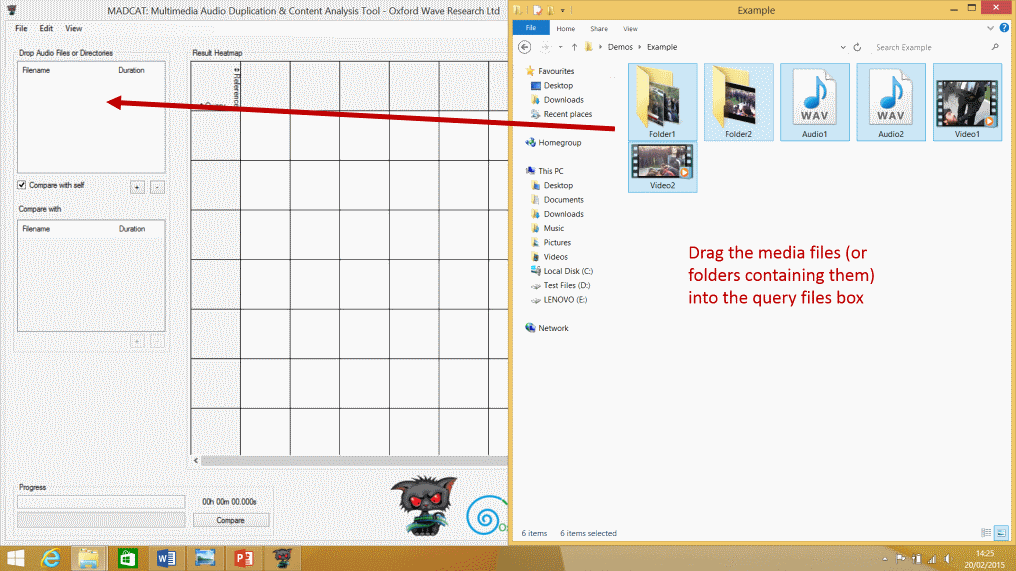 MADCAT: Multimedia Audio Duplication & Content Analysis Tool - Oxford Wave Research Ltd
File Edit View
Drop Audio Files or Directories
Filename Duration
Compare with self
+ -
Compare with
Filename Duration
Progress
00h 00m 00.000s
Compare
Result Heatmap
Example
File Home Share View
Demos Example
Search Example
Favourites
Desktop
Downloads
Recent places
Homegroup
This PC
Desktop
Documents
Downloads
Music
Pictures
Videos
Local Disk (C:)
Test Files (D:)
LENOVO (E:)
Network
WAV WAV
Folder1 Folder2 Audio1 Audio2 Video1
Video2
Drag the media files (or
folders containing them)
into the query files box
6 items 6 items selected
14:25
20/02/2015